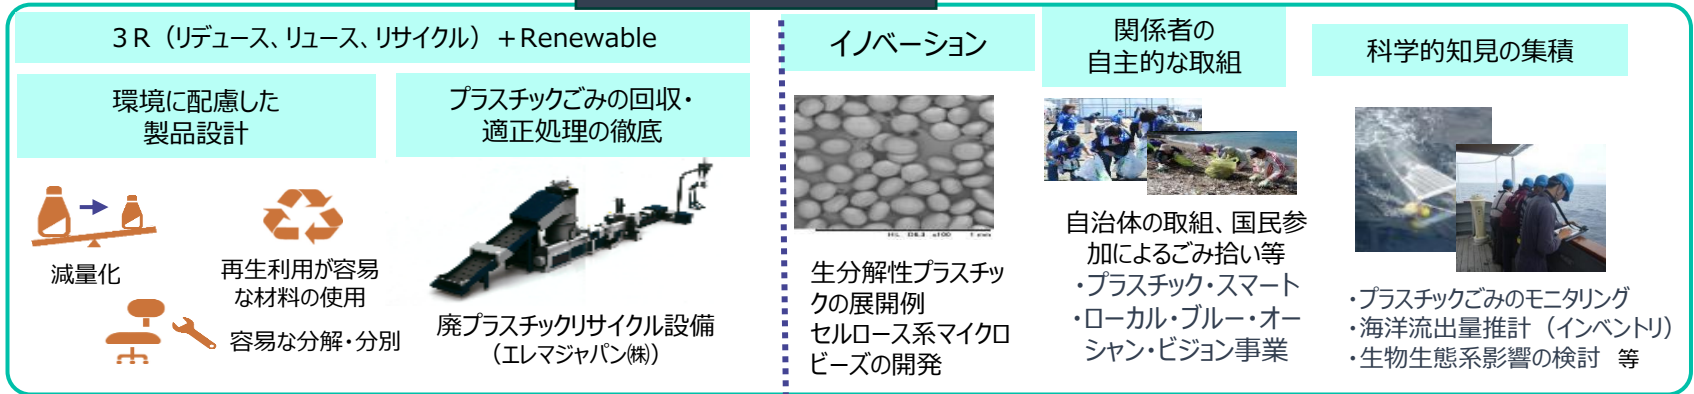 3R（リデュース、リュース、リサイクル）＋Renewable
環境に配慮した
製品設計
減量化
再生利用が容易
な材料の使用
容易な分解・分別
プラスチックごみの回収・
適正処理の徹底
廃プラスチックリサイクル設備
（エレマジャパン㈱）
イノベーション
生分解性プラスチッ
クの展開例
セルロース系マイクロ
ビーズの開発
関係者の
自主的な取組
自治体の取組、国民参
加によるごみ拾い等
・プラスチック・スマート
・ローカル・ブルー・オー
シャン・ビジョン事業
科学的知見の集積
・プラスチックごみのモニタリング
・海洋流出量推計（インベントリ）
・生物生態系影響の検討　等